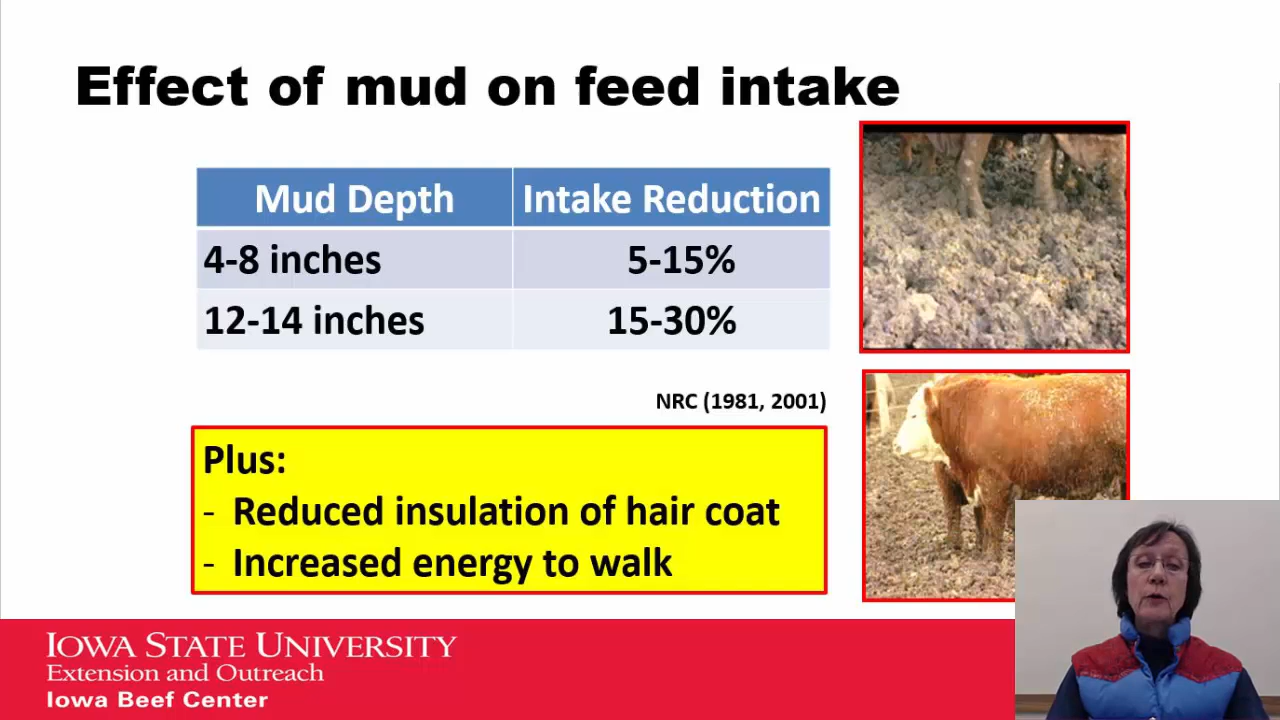 Effect of mud on feed intake
Mud Depth Intake Reduction
4-8 inches 5-15%
12-14 inches 15-30%
NRC (1981, 2001)
Plus:
- Reduced insulation of hair coat
- Increased energy to walk
IOWA STATE UNIVERSITY
Extension and Outreach
Iowa Beef Center